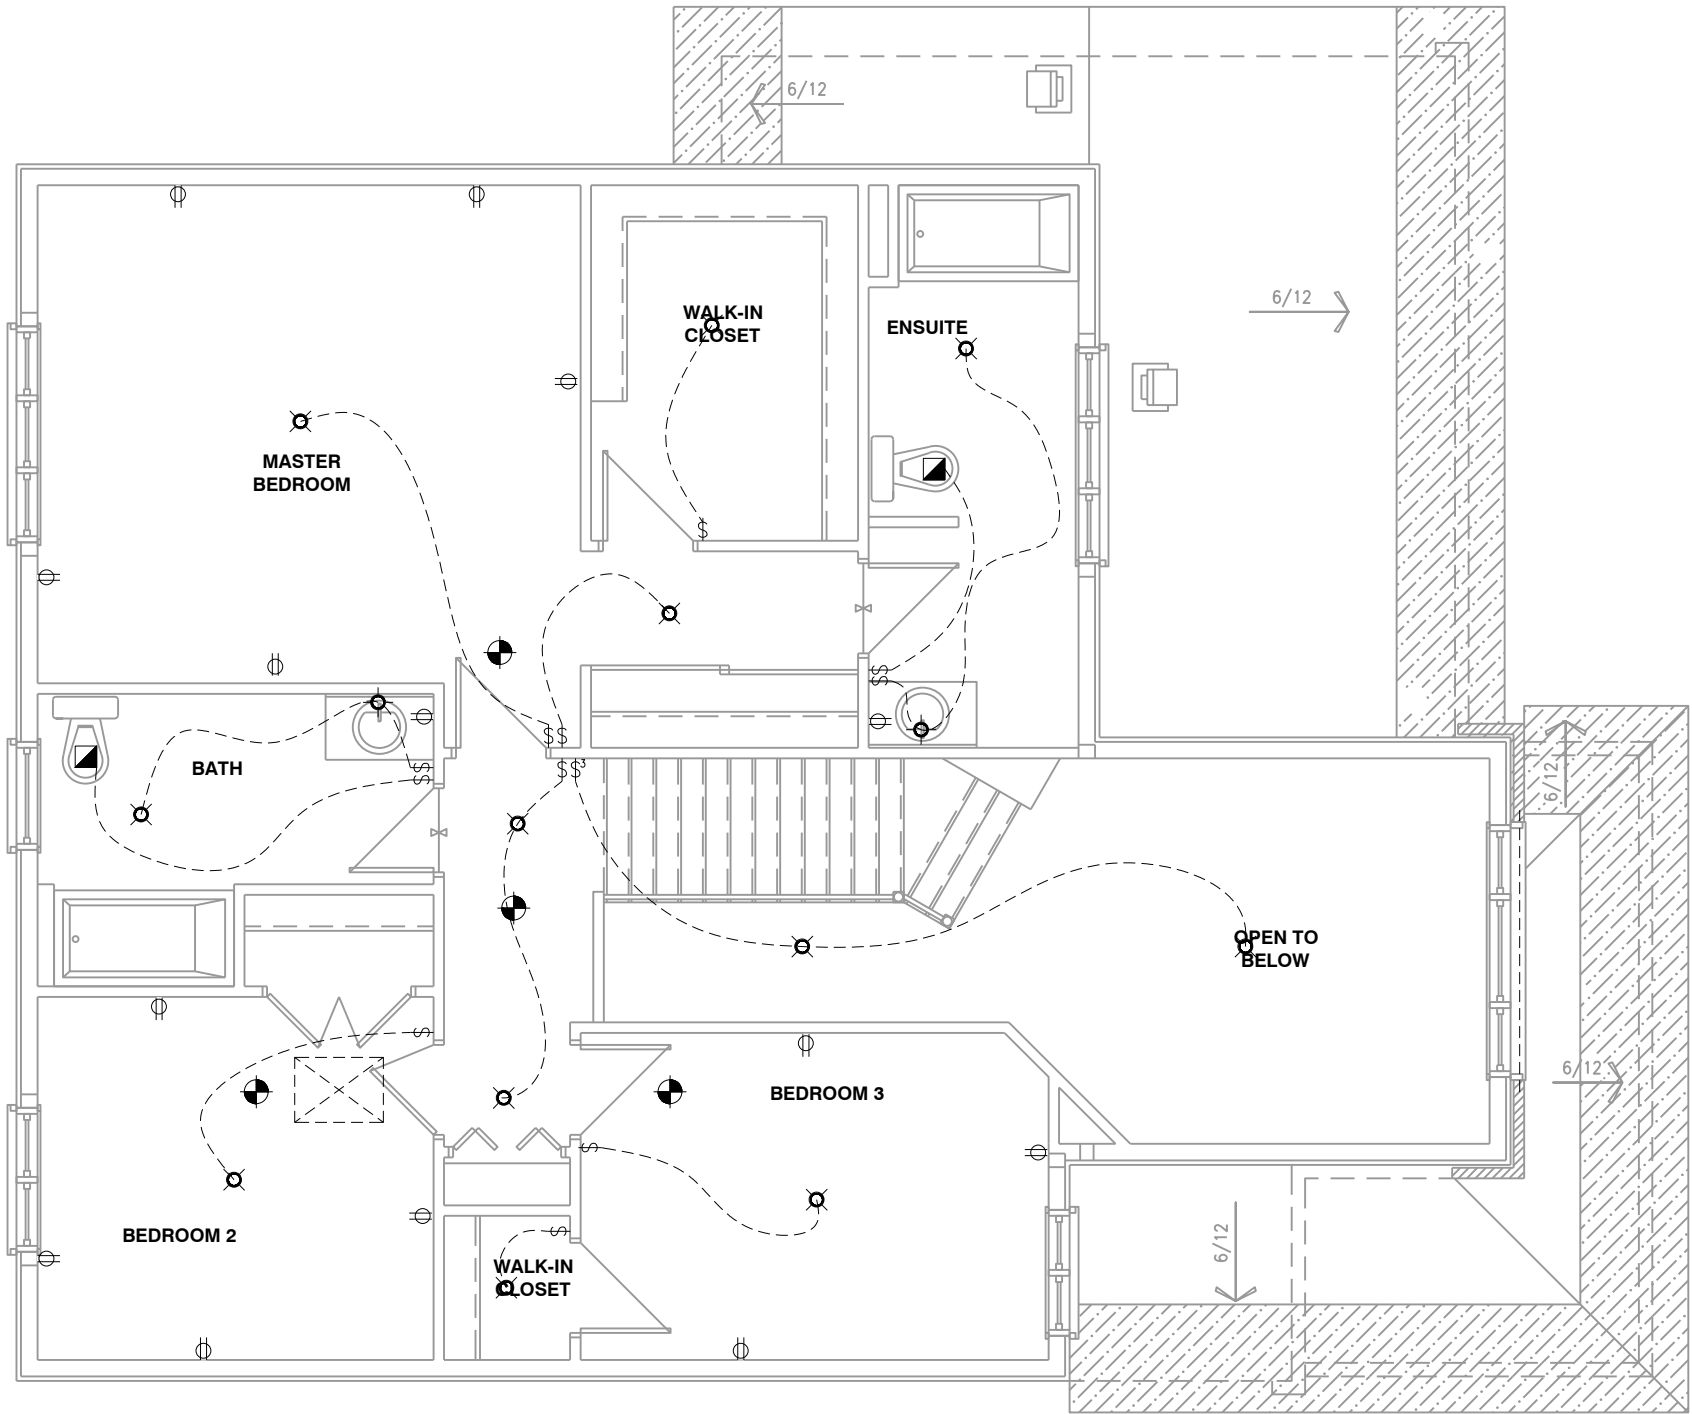 6/12
6/12
WALK-IN
CLOSET
ENSUITE
MASTER
BEDROOM
$
$$
$$³
$
$
BATH
$
$
6/12
OPEN TO
BELOW
$
6/12
BEDROOM 3
$
BEDROOM 2
$
6/12
WALK-IN
CLOSET